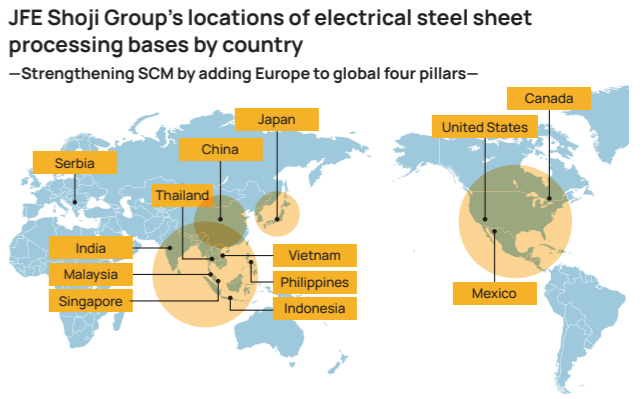 JFE Shoji Group's locations of electrical steel sheet
processing bases by country
—Strengthening SCM by adding Europe to global four pillars—
Canada
Japan
United States
China
Serbia
Thailand
India
Vietnam
Malaysia
Philippines
Singapore
Indonesia
Mexico